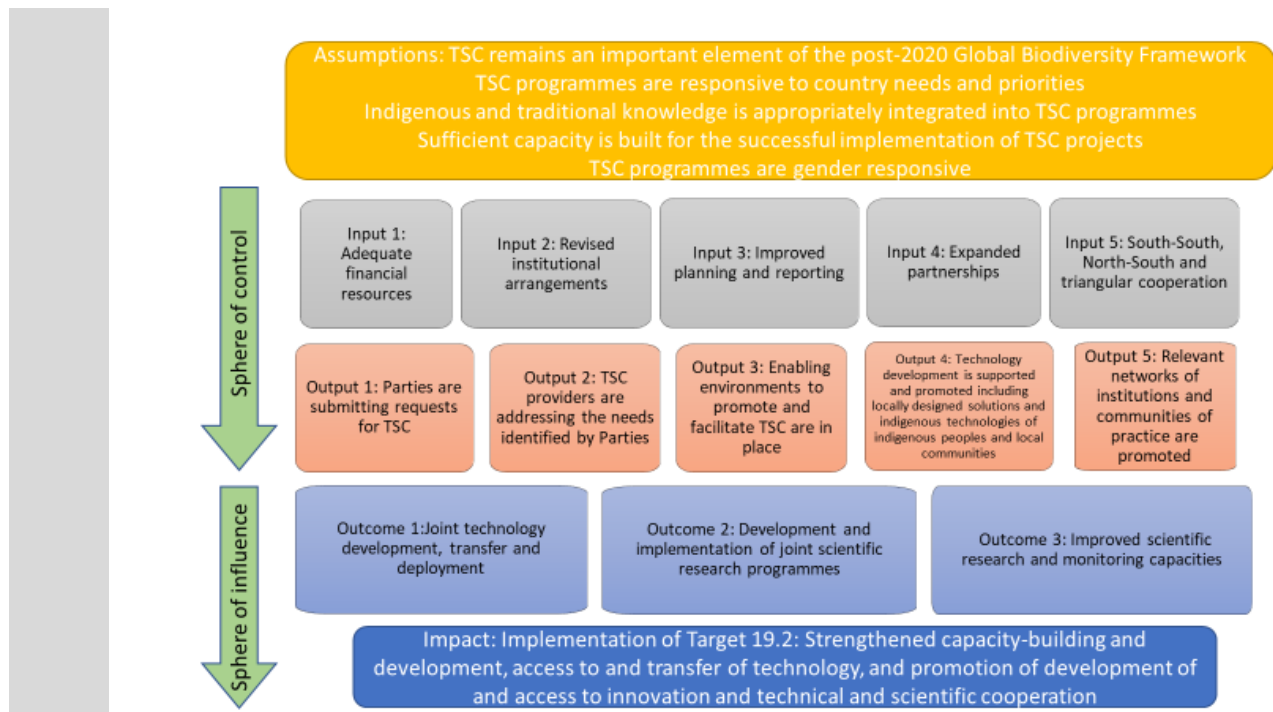 Assumptions: TSC remains an important element of the post-2020 Global Biodiversity Framework
TSC programmes are responsive to country needs and priorities
Indigenous and traditional knowledge is appropriately integrated into TSC programmes
Sufficient capacity is built for the successful implementation of TSC projects
TSC programmes are gender responsive
Sphere of control
Input 1:
Adequate
financial
resources
Input 2: Revised
institutional
arrangements
Input 3: Improved
planning and reporting
Input 4: Expanded
partnerships
Input 5: South-South,
North-South and
triangular cooperation
Output 1: Parties are
submitting requests
for TSC
Output 2: TSC
providers are
addressing the needs
identified by Parties
Output 3: Enabling
environments to
promote and
facilitate TSC are in
place
Output 4: Technology
development is supported
and promoted including
locally designed solutions and
indigenous technologies of
indigenous peoples and local
communities
Output 5: Relevant
networks of
institutions and
communities of
practice are
promoted
Sphere of influence
Outcome 1:Joint technology
development, transfer and
deployment
Outcome 2: Development and
implementation of joint scientific
research programmes
Outcome 3: Improved scientific
research and monitoring capacities
Impact: Implementation of Target 19.2: Strengthened capacity-building and
development, access to and transfer of technology, and promotion of development of
and access to innovation and technical and scientific cooperation